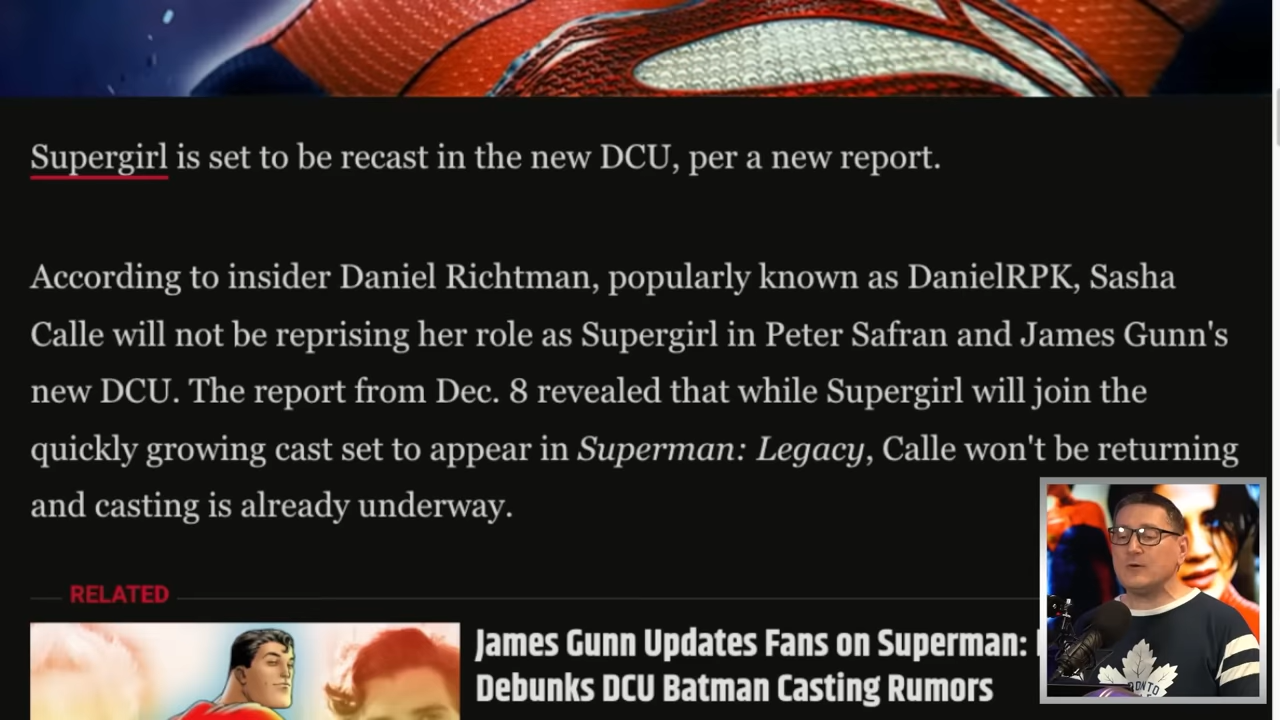 Supergirl is set to be recast in the new DCU, per a new report.
According to insider Daniel Richtman, popularly known as DanielRPK, Sasha
Calle will not be reprising her role as Supergirl in Peter Safran and James Gunn's
new DCU. The report from Dec. 8 revealed that while Supergirl will join the
quickly growing cast set to appear in Superman: Legacy, Calle won't be returning
and casting is already underway.
RELATED
James Gunn Updates Fans on Superman:
Debunks DCU Batman Casting Rumors